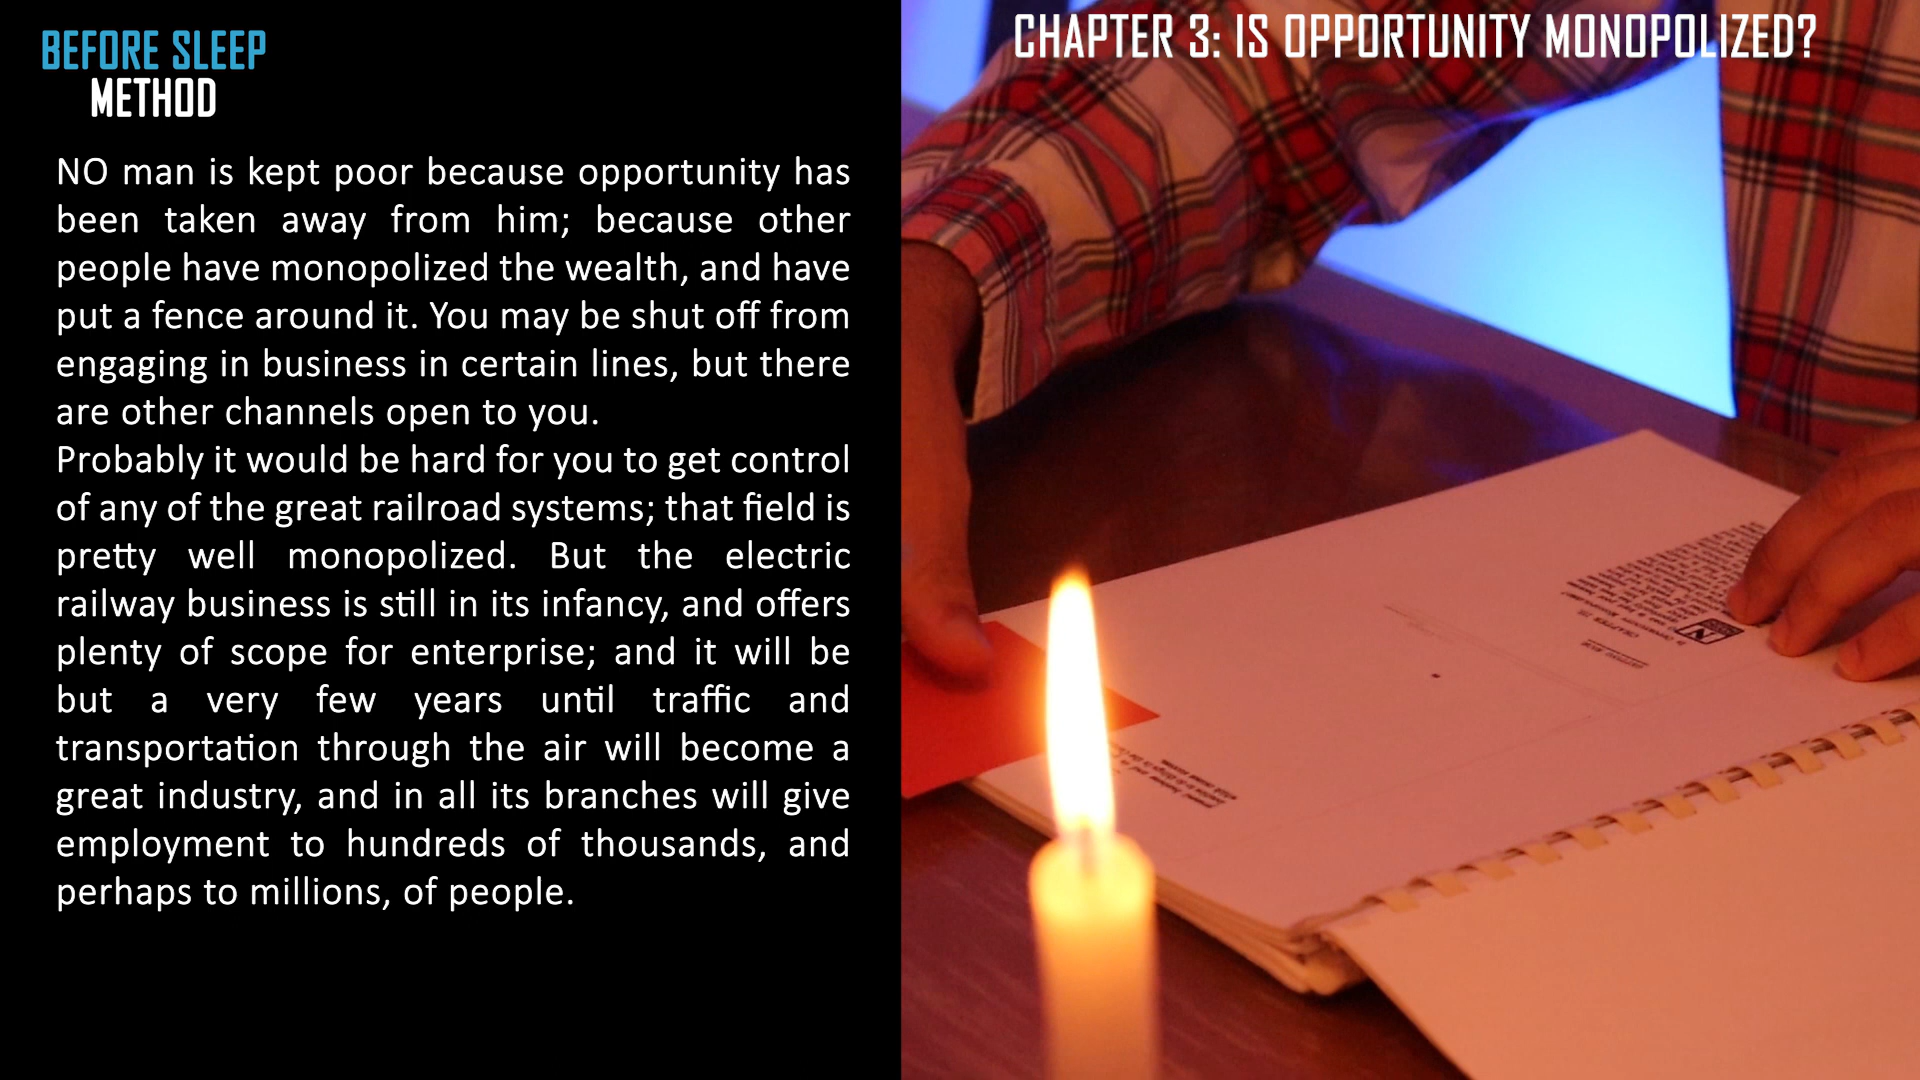 BEFORE SLEEP
METHOD
CHAPTER 3: IS OPPORTUNITY MONOPOLIZED?
NO man is kept poor because opportunity has
been taken away from him; because other
people have monopolized the wealth, and have
put a fence around it. You may be shut off from
engaging in business in certain lines, but there
are other channels open to you.
Probably it would be hard for you to get control
of any of the great railroad systems; that field is
pretty well monopolized. But the electric
railway business is still in its infancy, and offers
plenty of scope for enterprise; and it will be
but a very few years until traffic and
transportation through the air will become a
great industry, and in all its branches will give
employment to hundreds of thousands, and
perhaps to millions, of people.